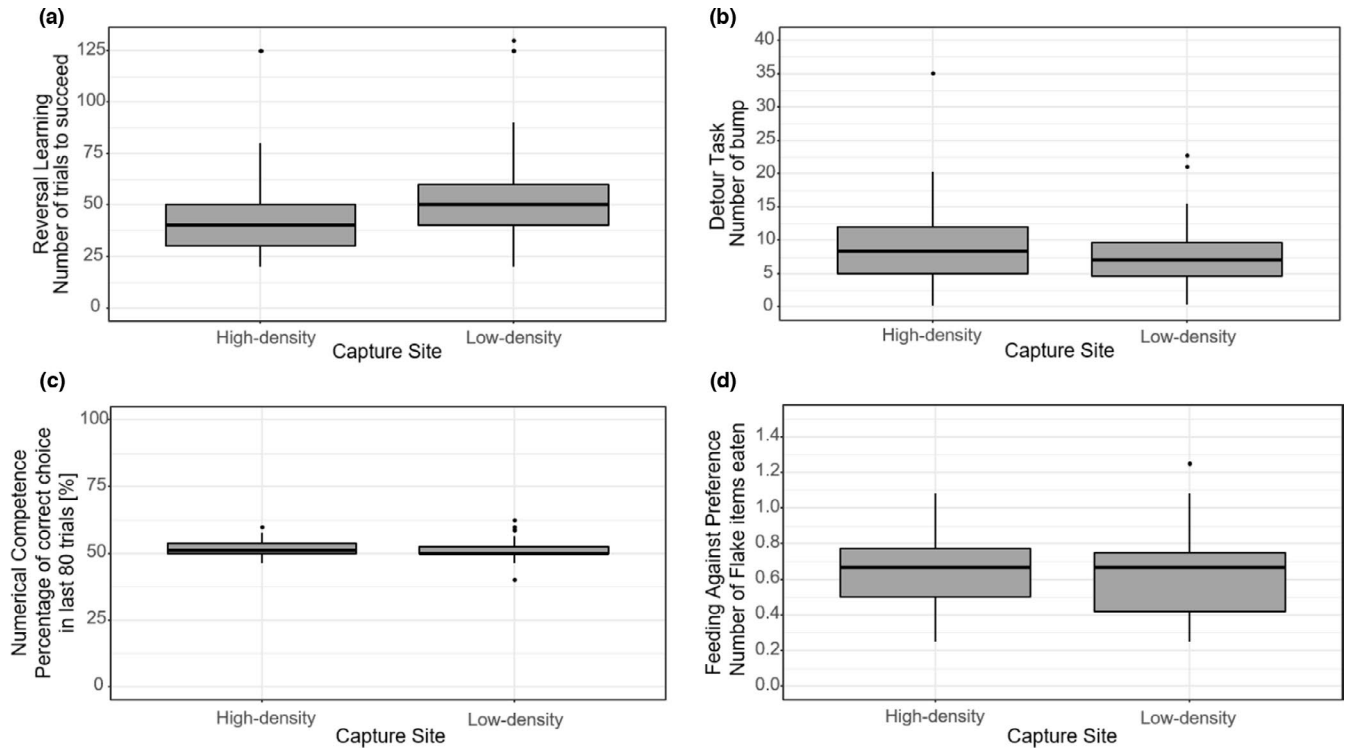 (a)
Reversal Learning
Number of trials to succeed
125
100
75
50
25
0
High-density
Low-density
Capture Site
(b)
Detour Task
Number of bump
40
35
30
25
20
15
10
5
0
High-density
Low-density
Capture Site
(c)
Numerical Competence
Percentage of correct choice
in last 80 trials [%]
100
75
50
25
0
High-density
Low-density
Capture Site
(d)
Feeding Against Preference
Number of Flake items eaten
1.4
1.2
1.0
0.8
0.6
0.4
0.2
0.0
High-density
Low-density
Capture Site